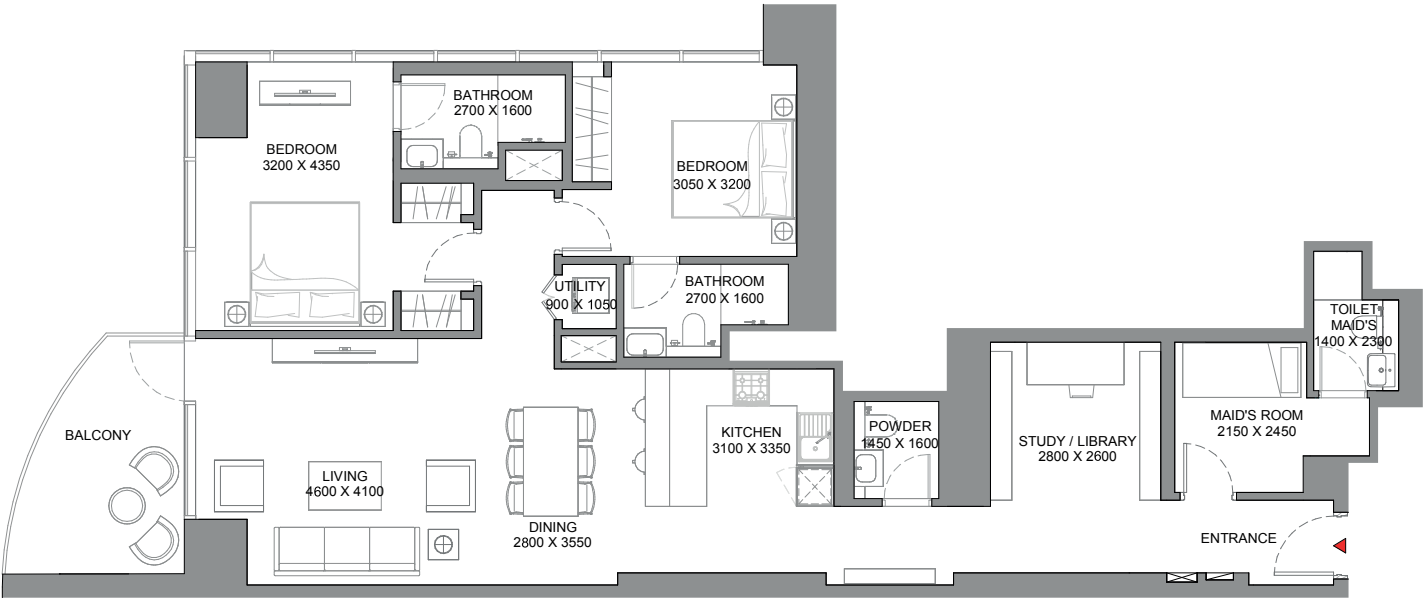 BATHROOM
2700 X 1600
BEDROOM
3200 X 4350
BEDROOM
3050 X 3200
UTILITY
900 X 1050
BATHROOM
2700 X 1600
TOILET
MAID'S
1400 X 2300
BALCONY
LIVING
4600 X 4100
DINING
2800 X 3550
KITCHEN
3100 X 3350
POWDER
1450 X 1600
STUDY / LIBRARY
2800 X 2600
MAID'S ROOM
2150 X 2450
ENTRANCE